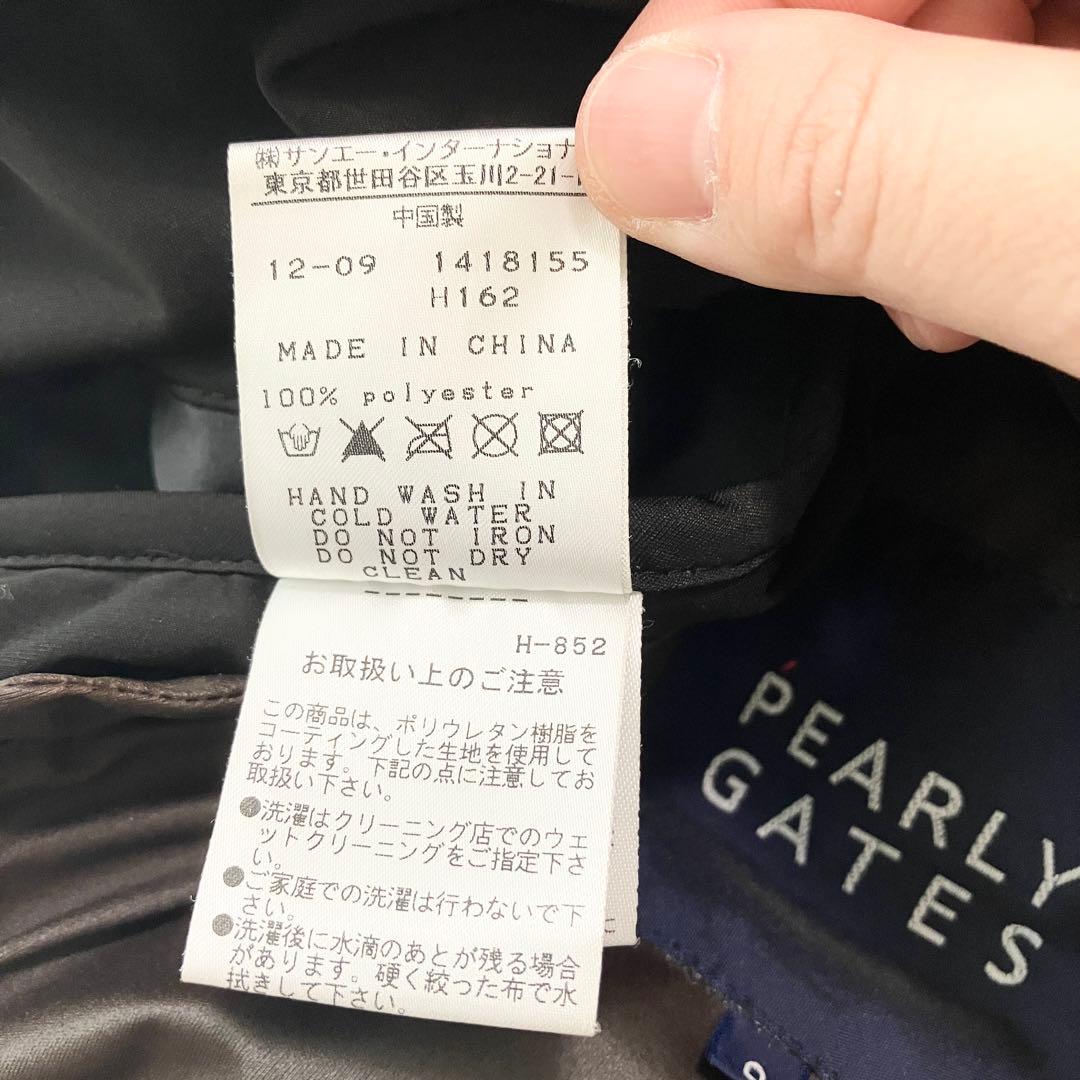 ㈱サンエー・インターナショナ
東京都世田谷区玉川2-21-
中国製
12-09 1418155
H162
MADE IN CHINA
100% polyester
HAND WASH IN
COLD WATER
DO NOT IRON
DO NOT DRY
CLEAN
--------
H-852
お取扱い上のご注意
この商品は、ポリウレタン樹脂を
コーティングした生地を使用して
おります。下記の点に注意してお
取扱い下さい。
●洗濯はクリーニング店でのウェ
ットクリーニングをご指定下さ
い。
●ご家庭での洗濯は行わないで下
さい。
●洗濯後に水滴のあとが残る場合
があります。硬く絞った布で水
拭きして下さい。
に
PEARLY
GATES